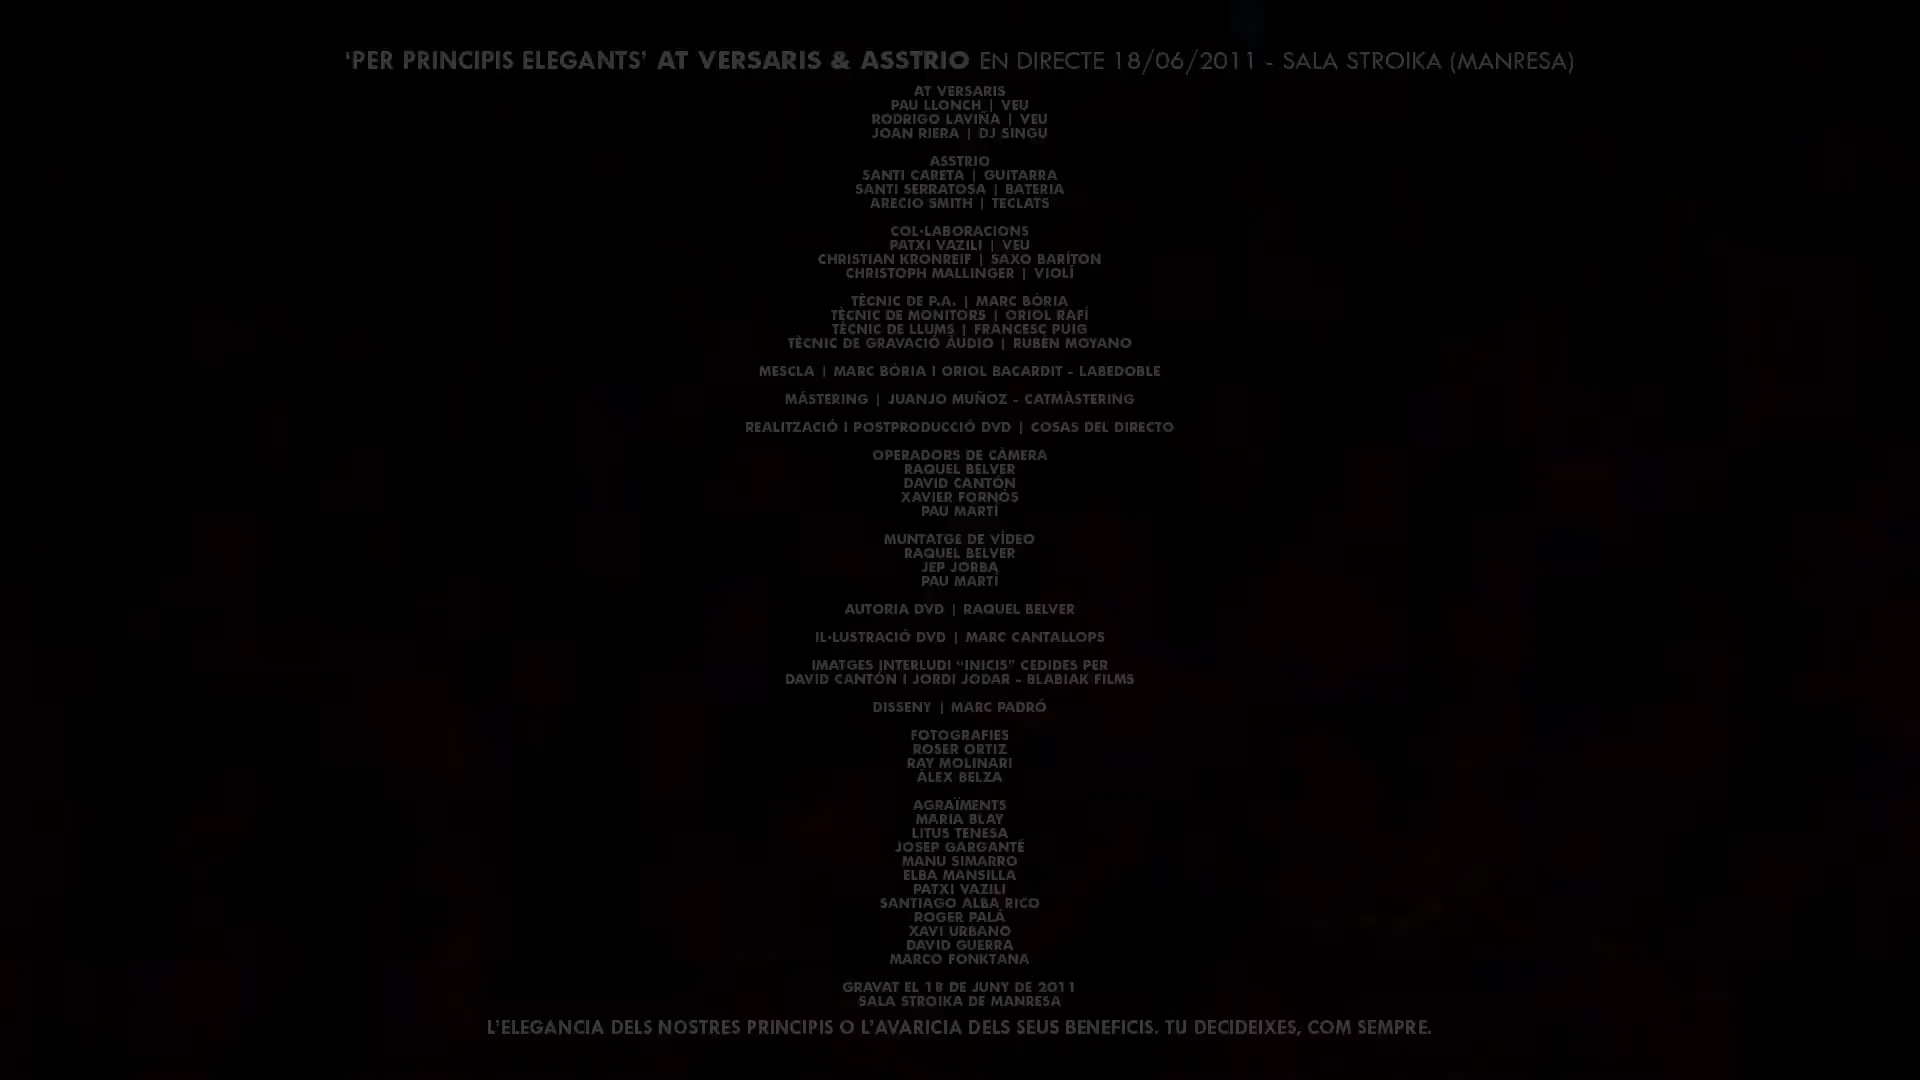 ‘PER PRINCIPIS ELEGANTS’ AT VERSARIS & ASSTRIO EN DIRECTE 18/06/2011 - SALA STROIKA (MANRESA)
AT VERSARIS
PAU LLONCH | VEU
RODRIGO LAVIÑA | VEU
JOAN RIERA | DJ SINGU
ASSTRIO
SANTI CARETA | GUITARRA
SANTI SERRATOSA | BATERIA
ARECIO SMITH | TECLATS
COL·LABORACIONS
PATXI VAZILI | VEU
CHRISTIAN KRONREIF | SAXO BARÍTON
CHRISTOPH MALLINGER | VIOLÍ
TÈCNIC DE P.A. | MARC BÒRIA
TÈCNIC DE MONITORS | ORIOL RAFÍ
TÈCNIC DE LLUMS | FRANCESC PUIG
TÈCNIC DE GRAVACIÓ ÀUDIO | RUBÉN MOYANO
MESCLA | MARC BÒRIA I ORIOL BACARDIT - LABEDOBLE
MÁSTERING | JUANJO MUÑOZ - CATMÀSTERING
REALITZACIÓ I POSTPRODUCCIÓ DVD | COSAS DEL DIRECTO
OPERADORS DE CÀMERA
RAQUEL BELVER
DAVID CANTÓN
XAVIER FORNÓS
PAU MARTÍ
MUNTATGE DE VÍDEO
RAQUEL BELVER
JEP JORBA
PAU MARTÍ
AUTORIA DVD | RAQUEL BELVER
IL·LUSTRACIÓ DVD | MARC CANTALLOPS
IMATGES INTERLUDI “INICIS” CEDIDES PER
DAVID CANTÓN I JORDI JODAR - BLABIAK FILMS
DISSENY | MARC PADRÓ
FOTOGRAFIES
ROSER ORTIZ
RAY MOLINARI
ÀLEX BELZA
AGRAÏMENTS
MARIA BLAY
LITUS TENESA
JOSEP GARGANTÉ
MANU SIMARRO
ELBA MANSILLA
PATXI VAZILI
SANTIAGO ALBA RICO
ROGER PALÀ
XAVI URBANO
DAVID GUERRA
MARCO FONKTANA
GRAVAT EL 18 DE JUNY DE 2011
SALA STROIKA DE MANRESA
L’ELEGANCIA DELS NOSTRES PRINCIPIS O L’AVARICIA DELS SEUS BENEFICIS. TU DECIDEIXES, COM SEMPRE.